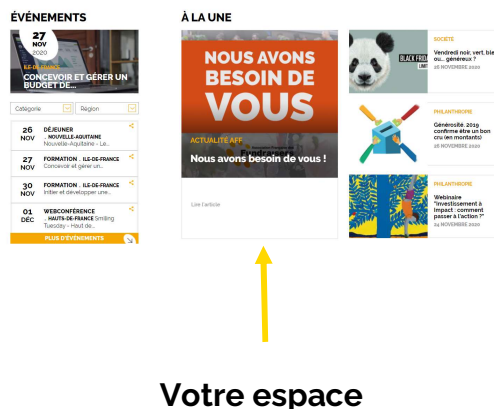 ÉVÉNEMENTS
27
NOV
2020
ILE-DE-FRANCE
CONCEVOIR ET GÉRER UN
BUDGET DE...
Catégorie
Région
26
NOV
DÉJEUNER
. NOUVELLE-AQUITAINE
Nouvelle-Aquitaine - Le...
27
NOV
FORMATION . ILE-DE-FRANCE
Concevoir et gérer un...
30
NOV
FORMATION . ILE-DE-FRANCE
Initier et développer une...
01
DÉC
WEBCONFÉRENCE
. HAUTS-DE-FRANCE Smiling
Tuesday - Haut de...
PLUS D'ÉVÉNEMENTS
À LA UNE
NOUS AVONS
BESOIN DE
VOUS
ACTUALITÉ AFF
Fundraisers
Nous avons besoin de vous !
Lire l'article
BLACK FRID
LIMIT
SOCIÉTÉ
Vendredi noir, vert, ble
ou... généreux ?
26 NOVEMBRE 2020
PHILANTHROPIE
Générosité, 2019
confirme être un bon
cru (en montants)
26 NOVEMBRE 2020
PHILANTHROPIE
Webinaire
"Investissement à
Impact : comment
passer à l'action ?"
24 NOVEMBRE 2020
Votre espace